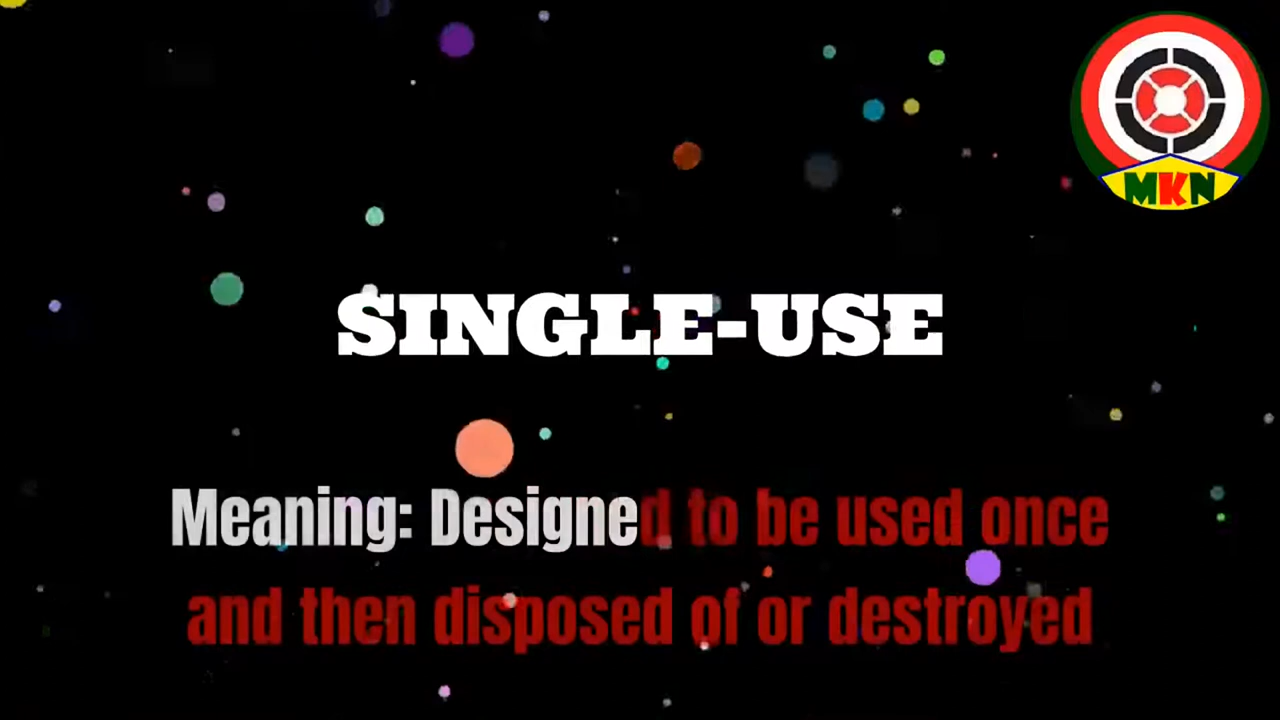 MKN
SINGLE-USE
Meaning: Designed to be used once
and then disposed of or destroyed